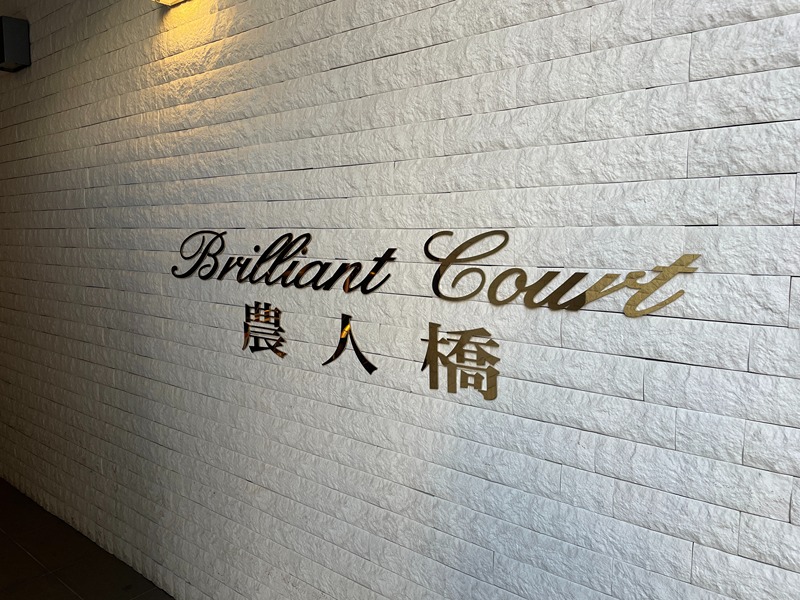 Brilliant Court
農人橋